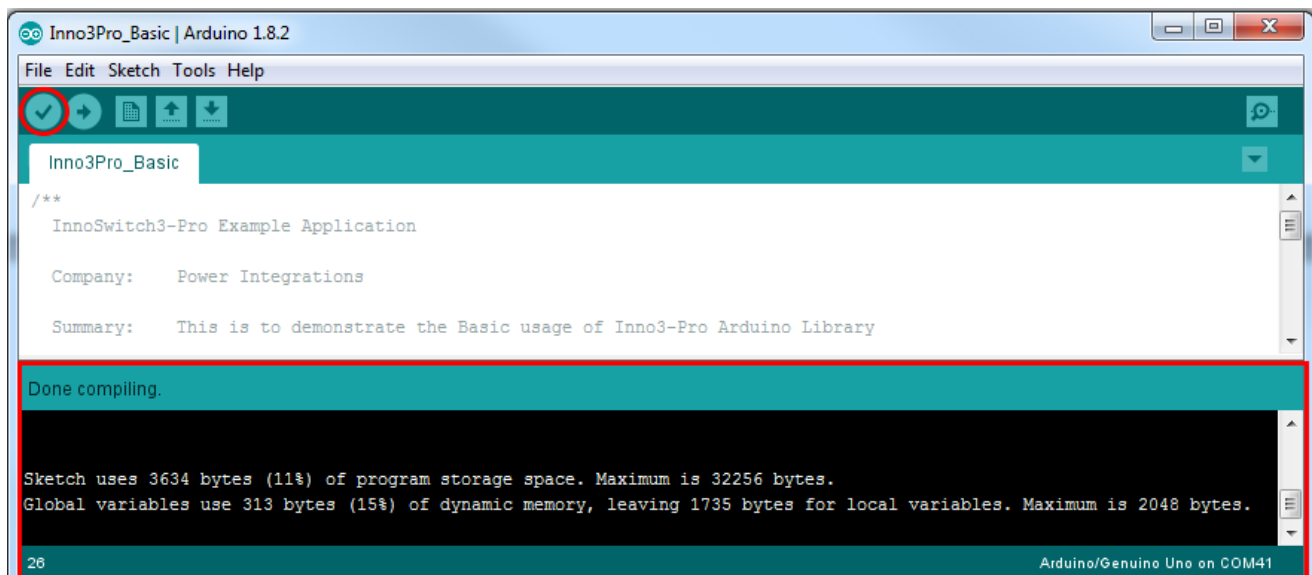 Inno3Pro_Basic | Arduino 1.8.2
File Edit Sketch Tools Help
Inno3Pro_Basic
/**
InnoSwitch3-Pro Example Application
Company: Power Integrations
Summary: This is to demonstrate the Basic usage of Inno3-Pro Arduino Library
Done compiling.
Sketch uses 3634 bytes (11%) of program storage space. Maximum is 32256 bytes.
Global variables use 313 bytes (15%) of dynamic memory, leaving 1735 bytes for local variables. Maximum is 2048 bytes.
26 Arduino/Genuino Uno on COM41